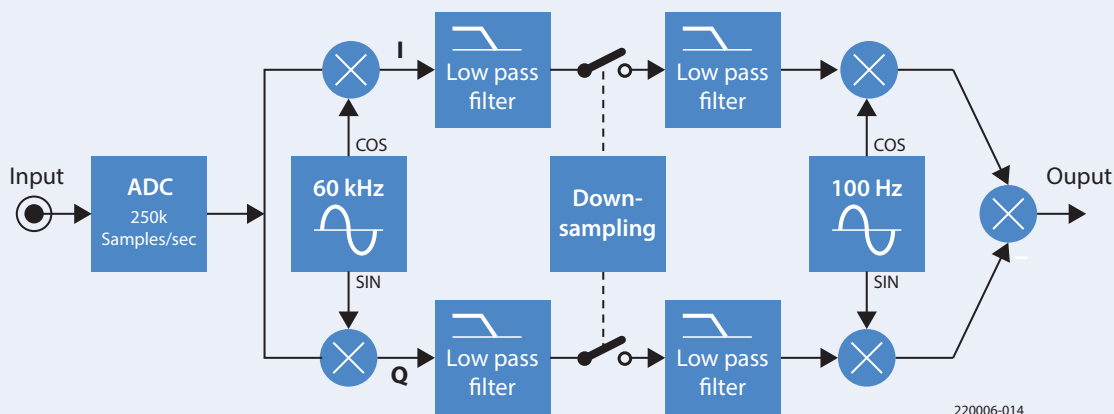 Input
ADC
250k
Samples/sec
I
COS
60 kHz
SIN
Q
Low pass
filter
Low pass
filter
Down-
sampling
Low pass
filter
Low pass
filter
COS
100 Hz
SIN
Ouput
–
220006-014